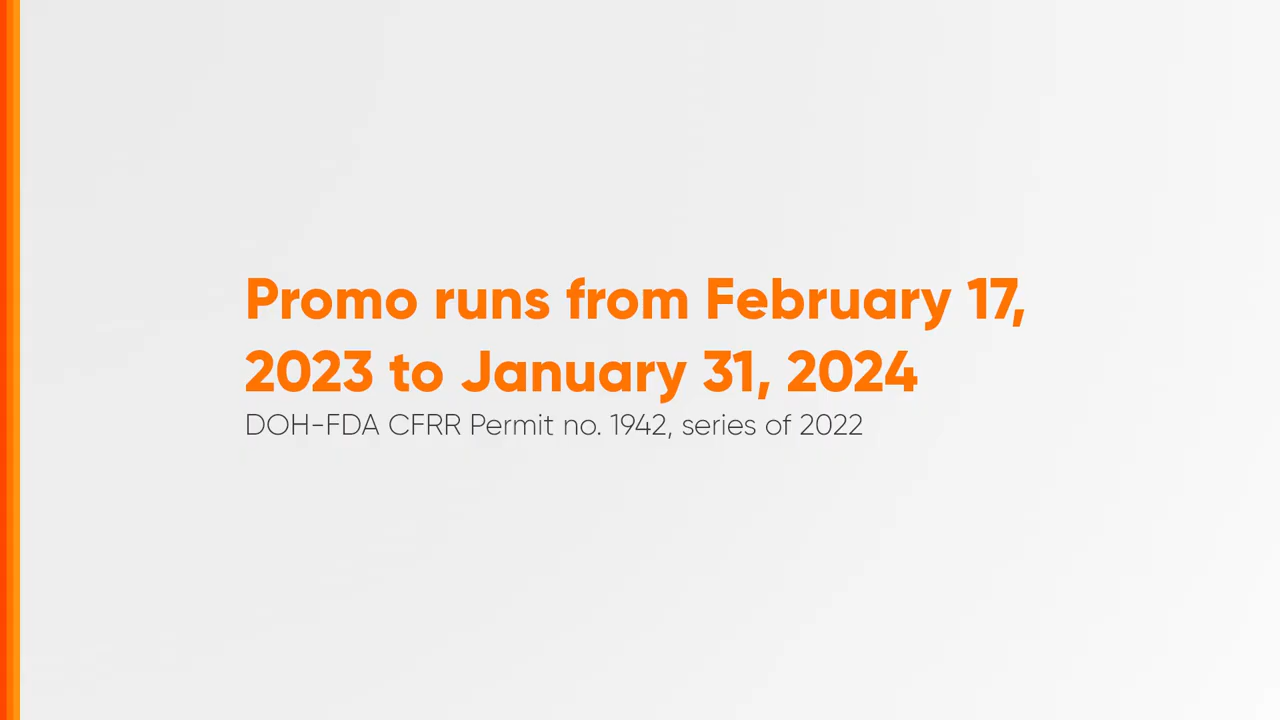 Promo runs from February 17,
2023 to January 31, 2024
DOH-FDA CFRR Permit no. 1942, series of 2022